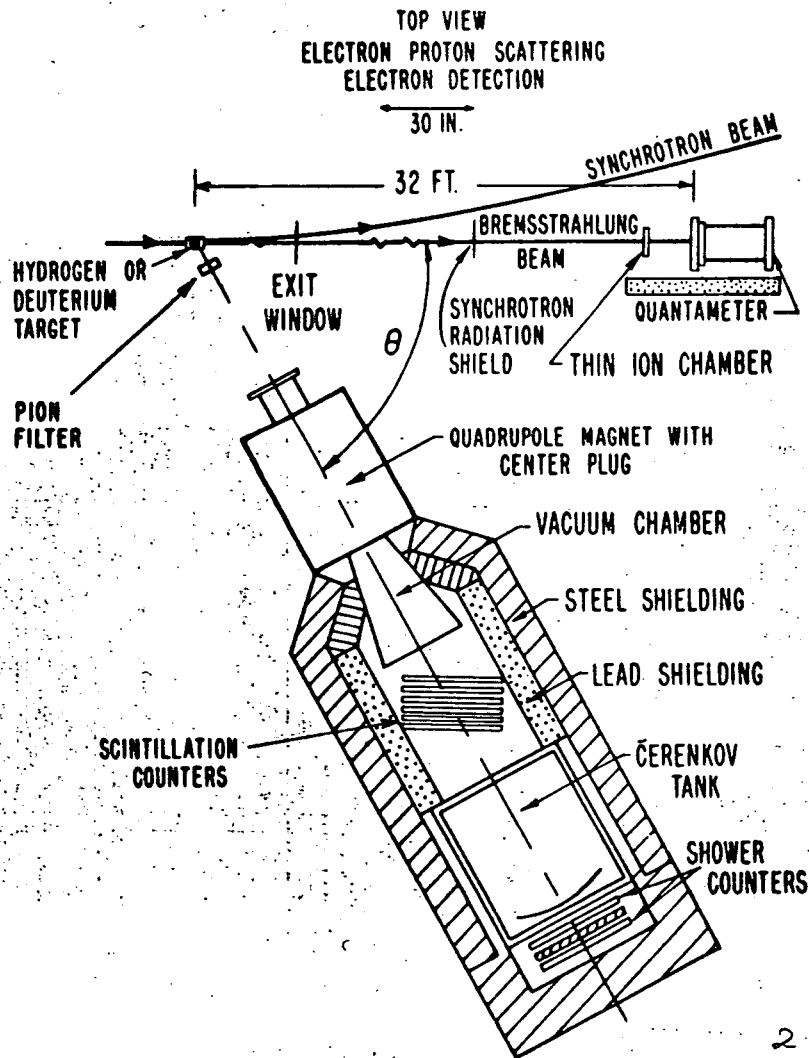 TOP VIEW
ELECTRON PROTON SCATTERING
ELECTRON DETECTION
30 IN.
SYNCHROTRON BEAM
32 FT.
BREMSSTRAHLUNG
BEAM
HYDROGEN OR
DEUTERIUM
TARGET
EXIT
WINDOW
SYNCHROTRON
RADIATION
SHIELD
QUANTAMETER
THIN ION CHAMBER
θ
PION
FILTER
QUADRUPOLE MAGNET WITH
CENTER PLUG
VACUUM CHAMBER
STEEL SHIELDING
LEAD SHIELDING
SCINTILLATION
COUNTERS
ČERENKOV
TANK
SHOWER
COUNTERS
2